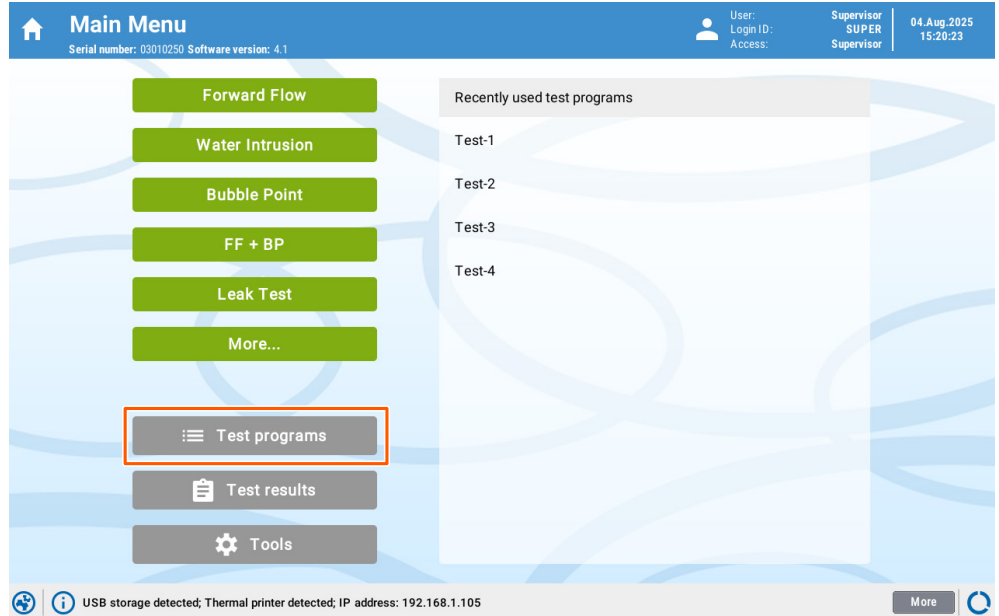 Main Menu
Serial number: 03010250 Software version: 4.1
User: Supervisor
Login ID: SUPER
Access: Supervisor
04.Aug.2025
15:20:23
Forward Flow
Water Intrusion
Bubble Point
FF + BP
Leak Test
More...
Test programs
Test results
Tools
Recently used test programs
Test-1
Test-2
Test-3
Test-4
USB storage detected; Thermal printer detected; IP address: 192.168.1.105
More